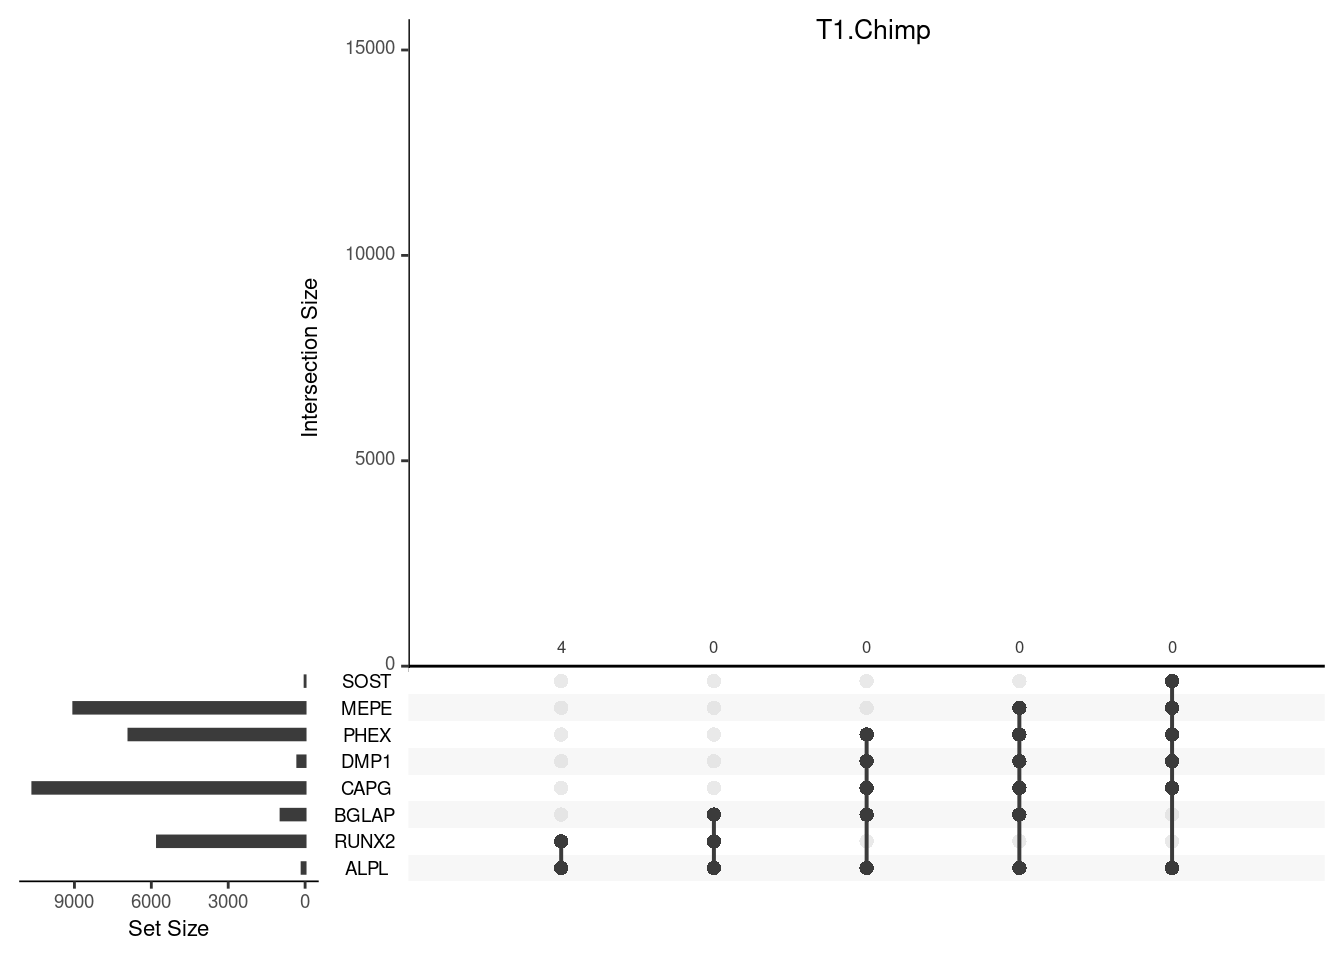 T1.Chimp
15000
10000
5000
0
Intersection Size
4 0 0 0 0
SOST
MEPE
PHEX
DMP1
CAPG
BGLAP
RUNX2
ALPL
9000 6000 3000 0
Set Size